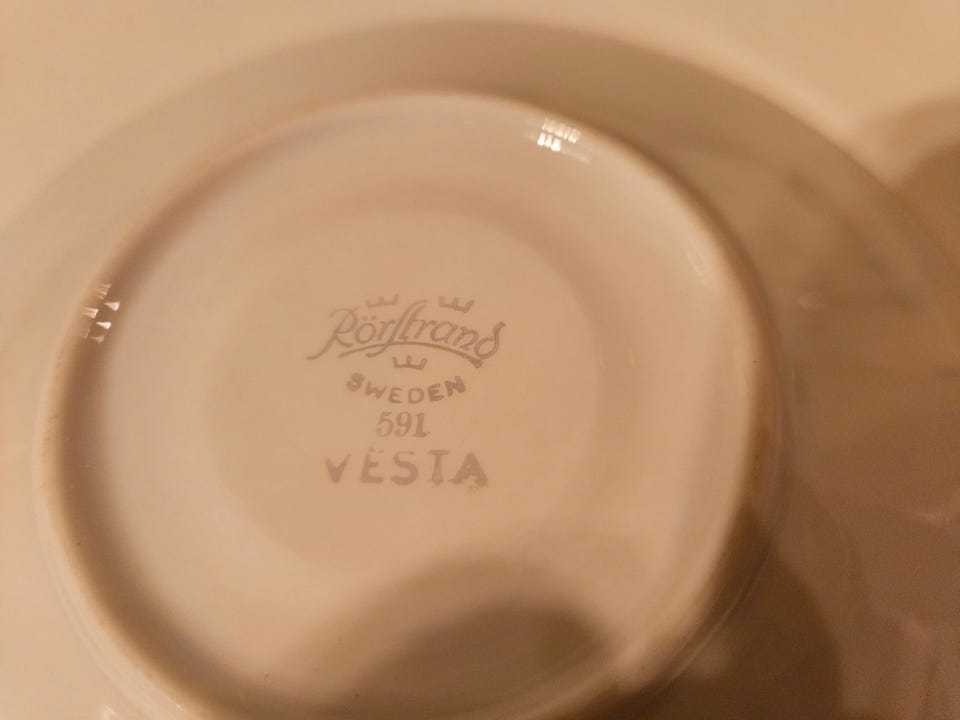 Rörstrand
SWEDEN
591
VESTA